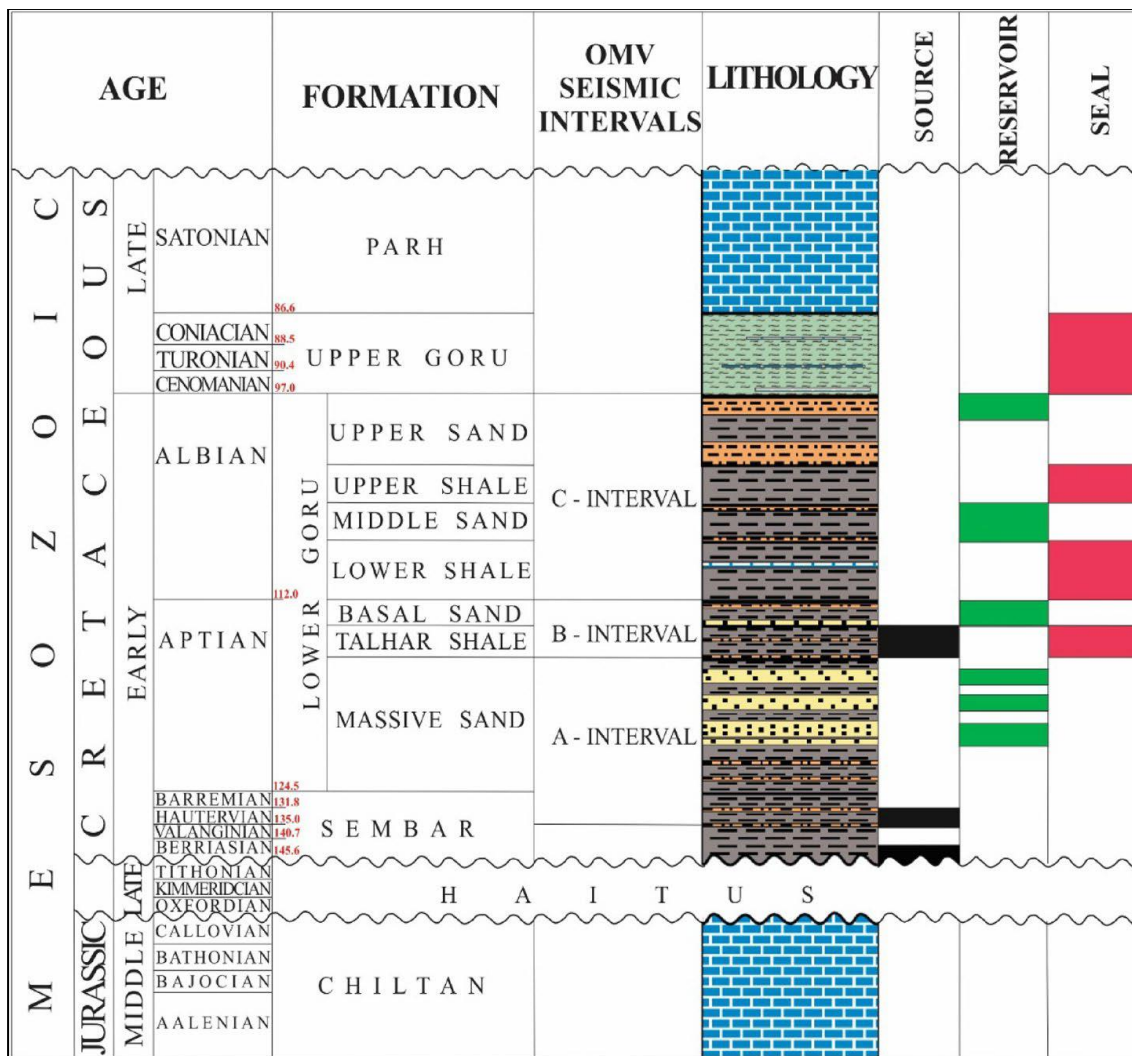 AGE
FORMATION
OMV
SEISMIC
INTERVALS
LITHOLOGY
SOURCE
RESERVOIR
SEAL
MESOZOIC
CRETACEOUS
LATE
SATONIAN
PARH
86.6
CONIACIAN
88.5
TURONIAN
90.4
CENOMANIAN
97.0
UPPER GORU
EARLY
ALBIAN
112.0
LOWER GORU
UPPER SAND
UPPER SHALE
MIDDLE SAND
LOWER SHALE
C - INTERVAL
APTIAN
124.5
BASAL SAND
TALHAR SHALE
B - INTERVAL
MASSIVE SAND
A - INTERVAL
BARREMIAN
131.8
HAUTERVIAN
135.0
VALANGINIAN
140.7
BERRIASIAN
145.6
SEMBAR
JURASSIC
LATE
TITHONIAN
KIMMERIDCIAN
OXFORDIAN
HAITUS
MIDDLE
CALLOVIAN
BATHONIAN
BAJOCIAN
AALENIAN
CHILTAN